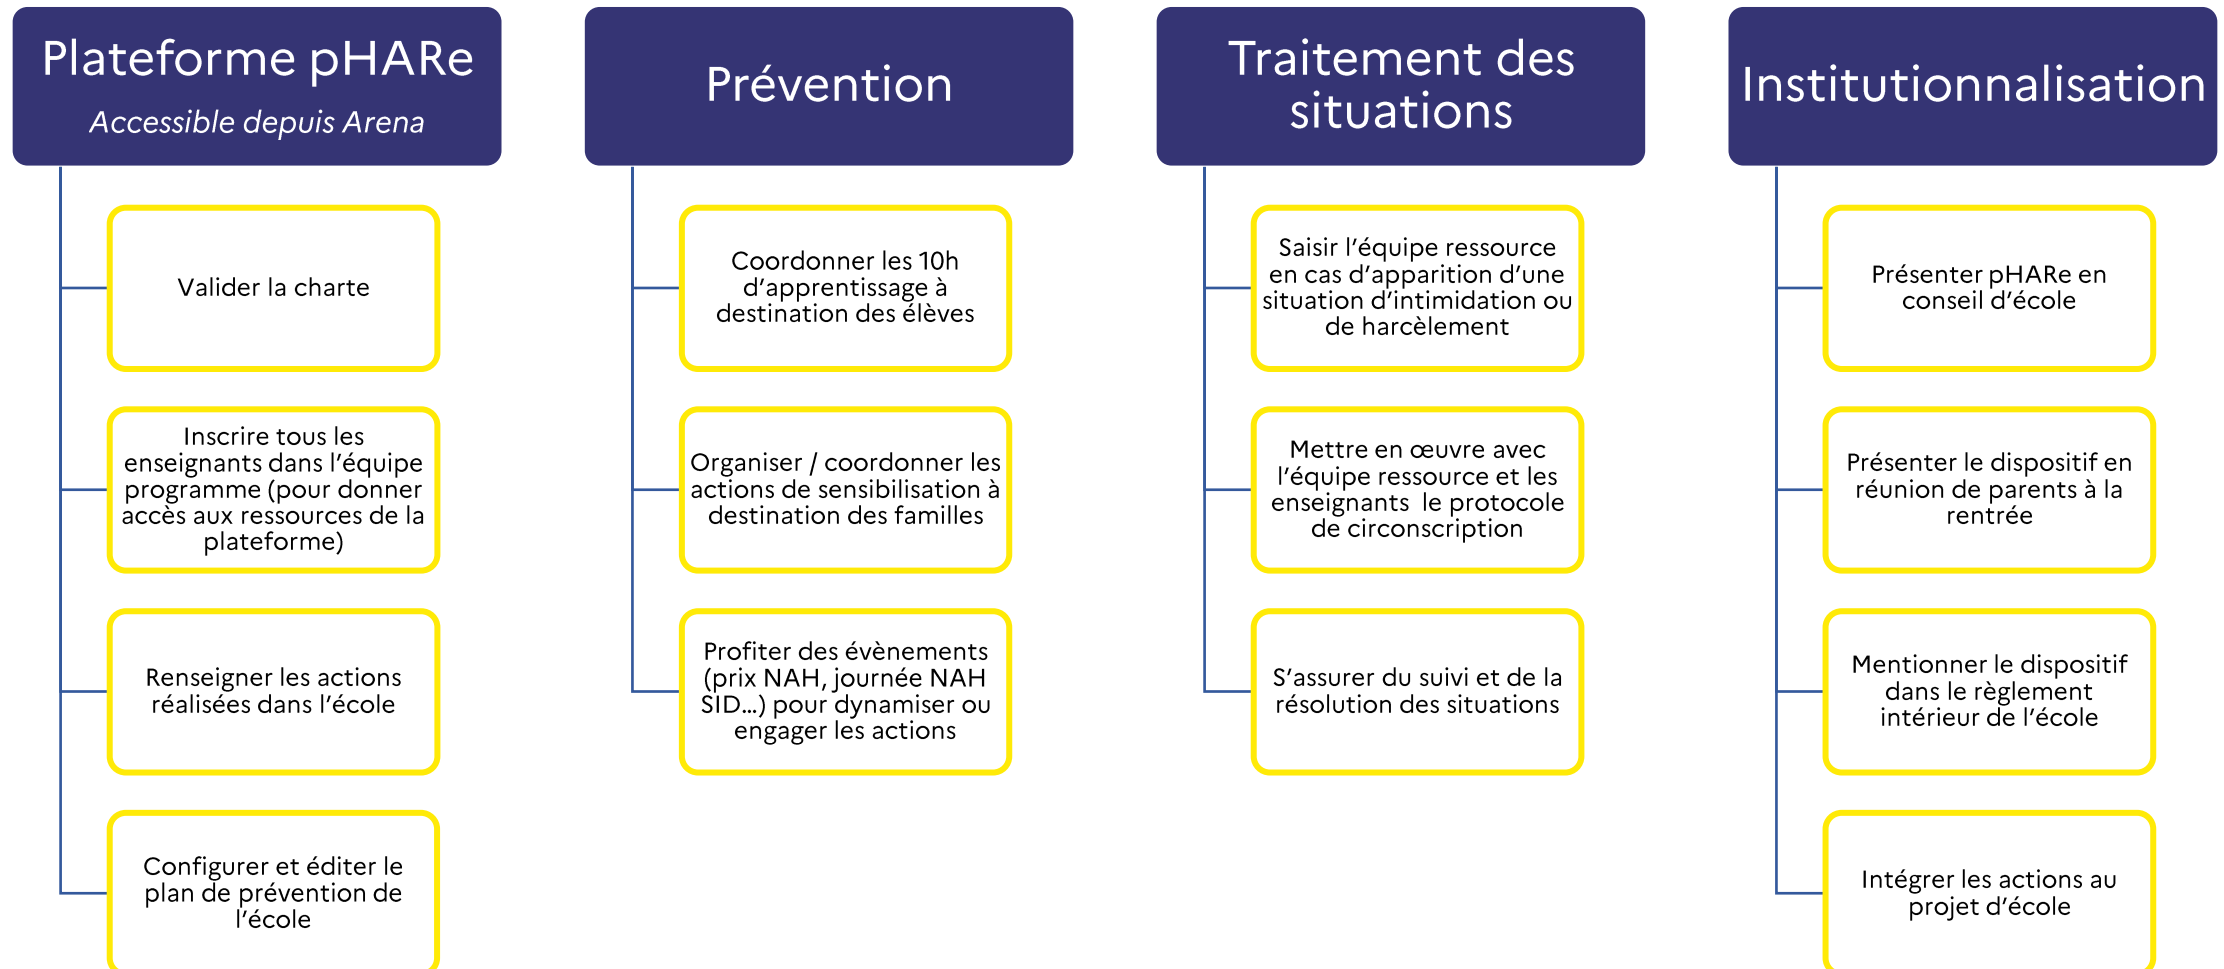 Plateforme pHARe
Accessible depuis Arena
Valider la charte
Inscrire tous les
enseignants dans l’équipe
programme (pour donner
accès aux ressources de la
plateforme)
Renseigner les actions
réalisées dans l’école
Configurer et éditer le
plan de prévention de
l’école
Prévention
Coordonner les 10h
d’apprentissage à
destination des élèves
Organiser / coordonner les
actions de sensibilisation à
destination des familles
Profiter des évènements
(prix NAH, journée NAH
SID…) pour dynamiser ou
engager les actions
Traitement des
situations
Saisir l’équipe ressource
en cas d’apparition d’une
situation d’intimidation ou
de harcèlement
Mettre en œuvre avec
l’équipe ressource et les
enseignants  le protocole
de circonscription
S’assurer du suivi et de la
résolution des situations
Institutionnalisation
Présenter pHARe en
conseil d’école
Présenter le dispositif en
réunion de parents à la
rentrée
Mentionner le dispositif
dans le règlement
intérieur de l’école
Intégrer les actions au
projet d’école